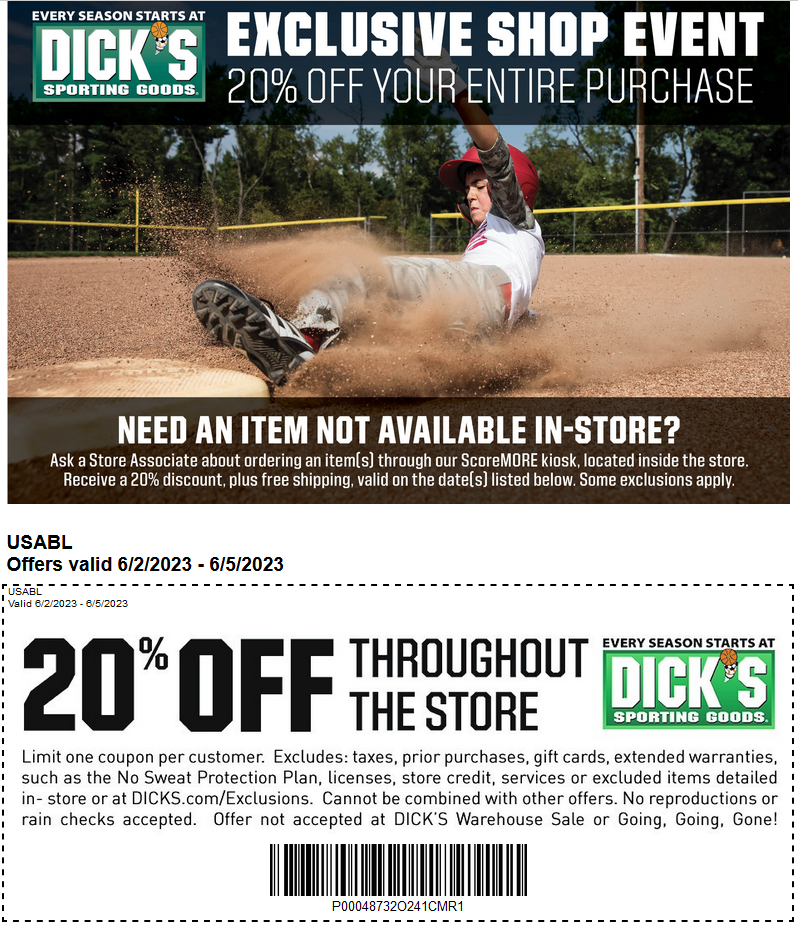 EVERY SEASON STARTS AT
DICK'S
SPORTING GOODS.
EXCLUSIVE SHOP EVENT
20% OFF YOUR ENTIRE PURCHASE
NEED AN ITEM NOT AVAILABLE IN-STORE?
Ask a Store Associate about ordering an item(s) through our ScoreMORE kiosk, located inside the store.
Receive a 20% discount, plus free shipping, valid on the date(s) listed below. Some exclusions apply.
USABL
Offers valid 6/2/2023 - 6/5/2023
USABL
Valid 6/2/2023 - 6/5/2023
20% OFF
THROUGHOUT
THE STORE
EVERY SEASON STARTS AT
DICK'S
SPORTING GOODS.
Limit one coupon per customer. Excludes: taxes, prior purchases, gift cards, extended warranties,
such as the No Sweat Protection Plan, licenses, store credit, services or excluded items detailed
in- store or at DICKS.com/Exclusions. Cannot be combined with other offers. No reproductions or
rain checks accepted. Offer not accepted at DICK'S Warehouse Sale or Going, Going, Gone!
P00048732O241CMR1